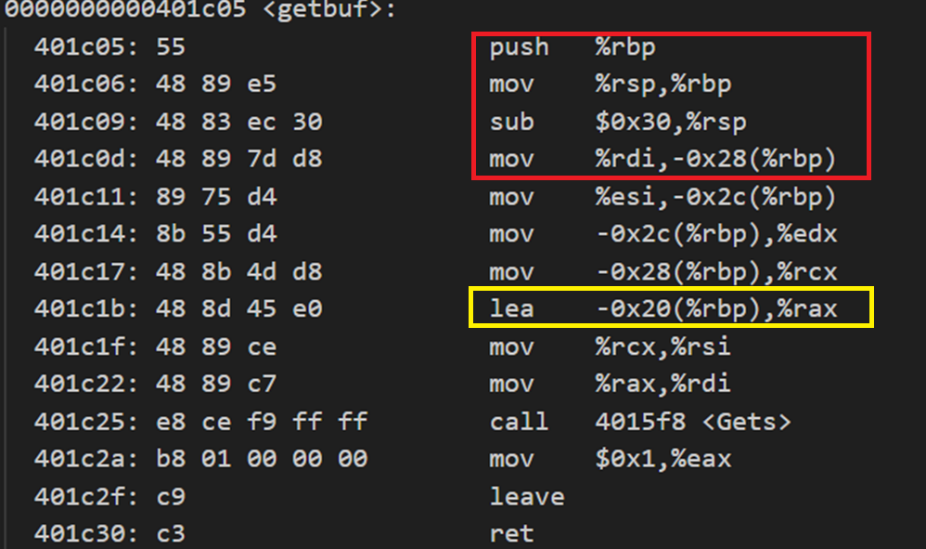 0000000000401c05 <getbuf>:
401c05: 55 push %rbp
401c06: 48 89 e5 mov %rsp,%rbp
401c09: 48 83 ec 30 sub $0x30,%rsp
401c0d: 48 89 7d d8 mov %rdi,-0x28(%rbp)
401c11: 89 75 d4 mov %esi,-0x2c(%rbp)
401c14: 8b 55 d4 mov -0x2c(%rbp),%edx
401c17: 48 8b 4d d8 mov -0x28(%rbp),%rcx
401c1b: 48 8d 45 e0 lea -0x20(%rbp),%rax
401c1f: 48 89 ce mov %rcx,%rsi
401c22: 48 89 c7 mov %rax,%rdi
401c25: e8 ce f9 ff ff call 4015f8 <Gets>
401c2a: b8 01 00 00 00 mov $0x1,%eax
401c2f: c9 leave
401c30: c3 ret